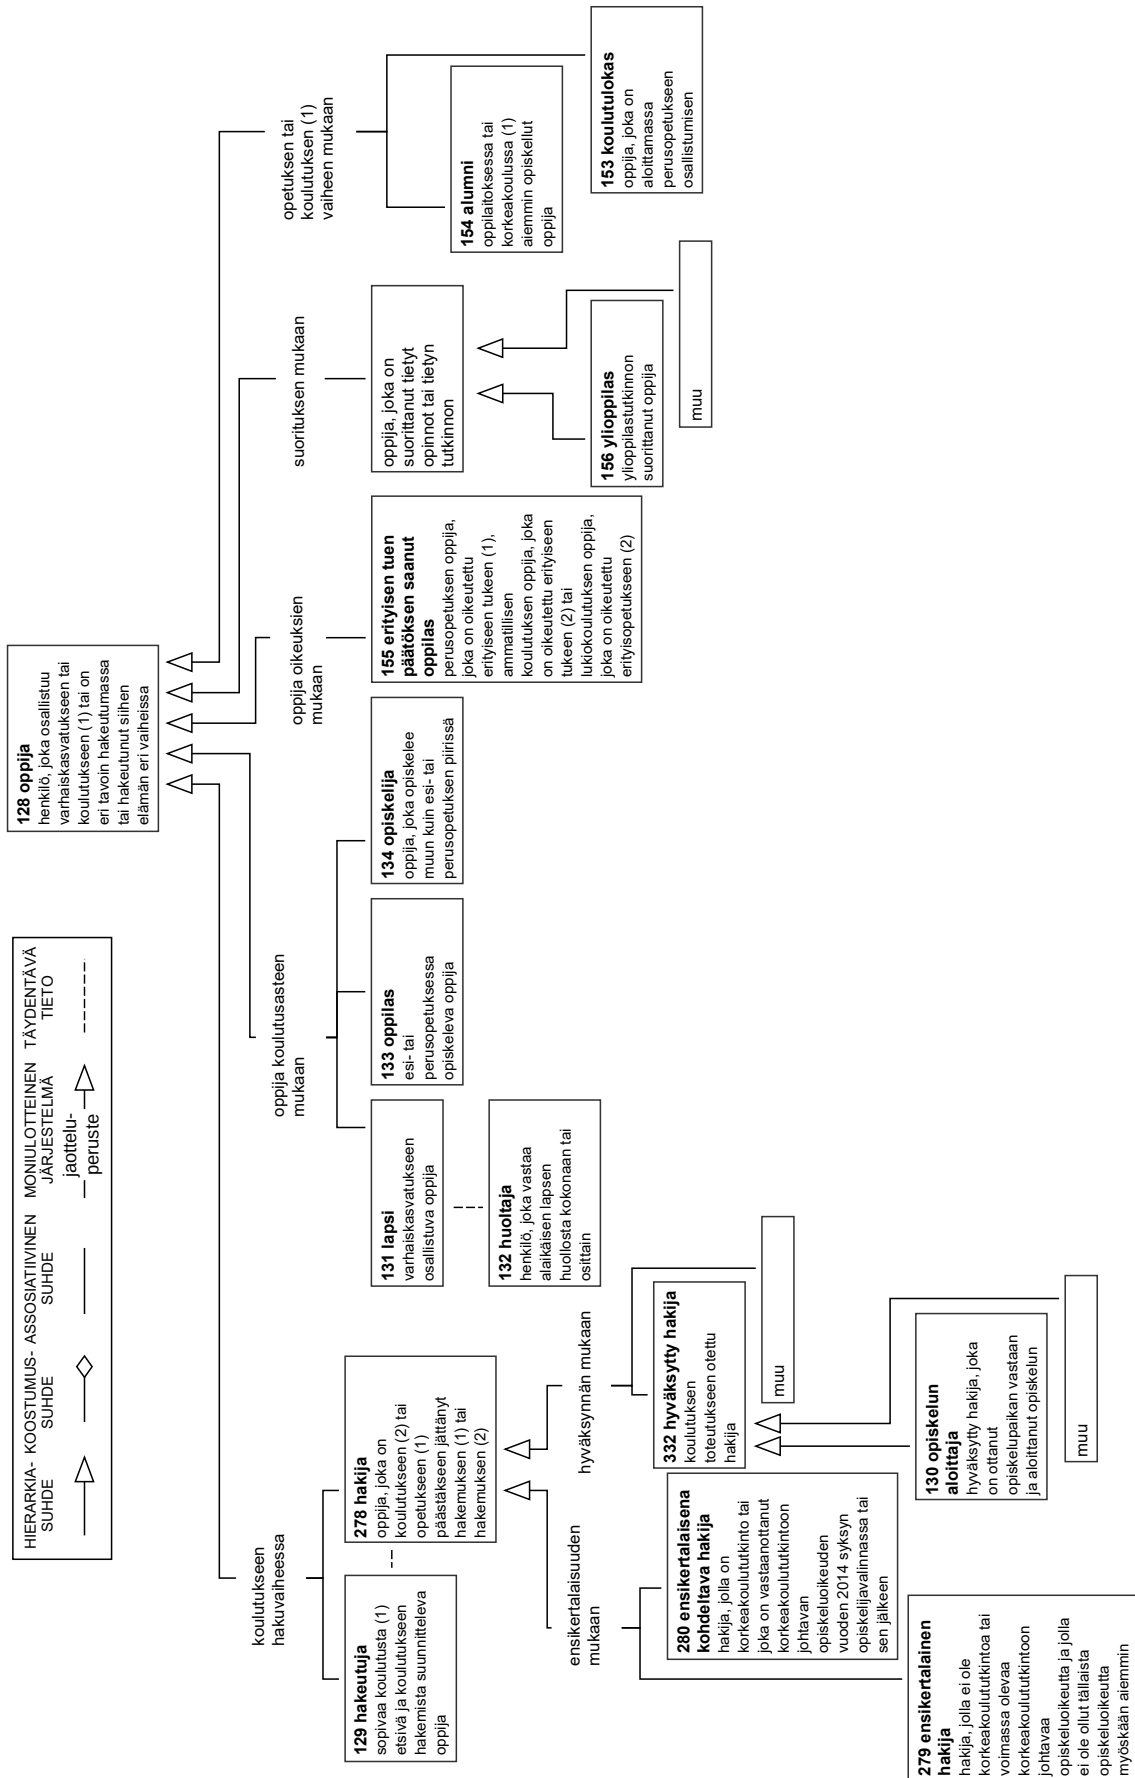 HIERARKIA-
SUHDE
KOOSTUMUS-
SUHDE
ASSOSIATIIVINEN
SUHDE
MONIULOTTEINEN
JÄRJESTELMÄ
jaottelu-
peruste
TÄYDENTÄVÄ
TIETO
128 oppija
henkilö, joka osallistuu
varhaiskasvatukseen tai
koulutukseen (1) tai on
eri tavoin hakeutumassa
tai hakeutunut siihen
elämän eri vaiheissa
koulutukseen
hakuvaiheessa
oppija koulutusasteen
mukaan
oppija oikeuksien
mukaan
suorituksen mukaan
opetuksen tai
koulutuksen (1)
vaiheen mukaan
129 hakeutuja
sopivaa koulutusta (1)
etsivä ja koulutukseen
hakemista suunnitteleva
oppija
278 hakija
oppija, joka on
koulutukseen (2) tai
opetukseen (1)
päästäkseen jättänyt
hakemuksen (1) tai
hakemuksen (2)
131 lapsi
varhaiskasvatukseen
osallistuva oppija
132 huoltaja
henkilö, joka vastaa
alaikäisen lapsen
huollosta kokonaan tai
osittain
133 oppilas
esi- tai
perusopetuksessa
opiskeleva oppija
134 opiskelija
oppija, joka opiskelee
muun kuin esi- tai
perusopetuksen piirissä
155 erityisen tuen
päätöksen saanut
oppilas
perusopetuksen oppija,
joka on oikeutettu
erityiseen tukeen (1),
ammatillisen
koulutuksen oppija, joka
on oikeutettu erityiseen
tukeen (2) tai
lukiokoulutuksen oppija,
joka on oikeutettu
erityisopetukseen (2)
oppija, joka on
suorittanut tietyt
opinnot tai tietyn
tutkinnon
156 ylioppilas
ylioppilastutkinnon
suorittanut oppija
muu
154 alumni
oppilaitoksessa tai
korkeakoulussa (1)
aiemmin opiskellut
oppija
153 koulutulokas
oppija, joka on
aloittamassa
perusopetukseen
osallistumisen
ensikertalaisuuden
mukaan
hyväksynnän mukaan
279 ensikertalainen
hakija
hakija, jolla ei ole
korkeakoulututkintoa tai
voimassa olevaa
korkeakoulututkintoon
johtavaa
opiskeluoikeutta ja jolla
ei ole ollut tällaista
opiskeluoikeutta
myöskään aiemmin
280 ensikertalaisena
kohdeltava hakija
hakija, jolla on
korkeakoulututkinto tai
joka on vastaanottanut
korkeakoulututkintoon
johtavan
opiskeluoikeuden
vuoden 2014 syksyn
opiskelijavalinnassa tai
sen jälkeen
332 hyväksytty hakija
koulutuksen
toteutukseen otettu
hakija
muu
130 opiskelun
aloittaja
hyväksytty hakija, joka
on ottanut
opiskelupaikan vastaan
ja aloittanut opiskelun
muu